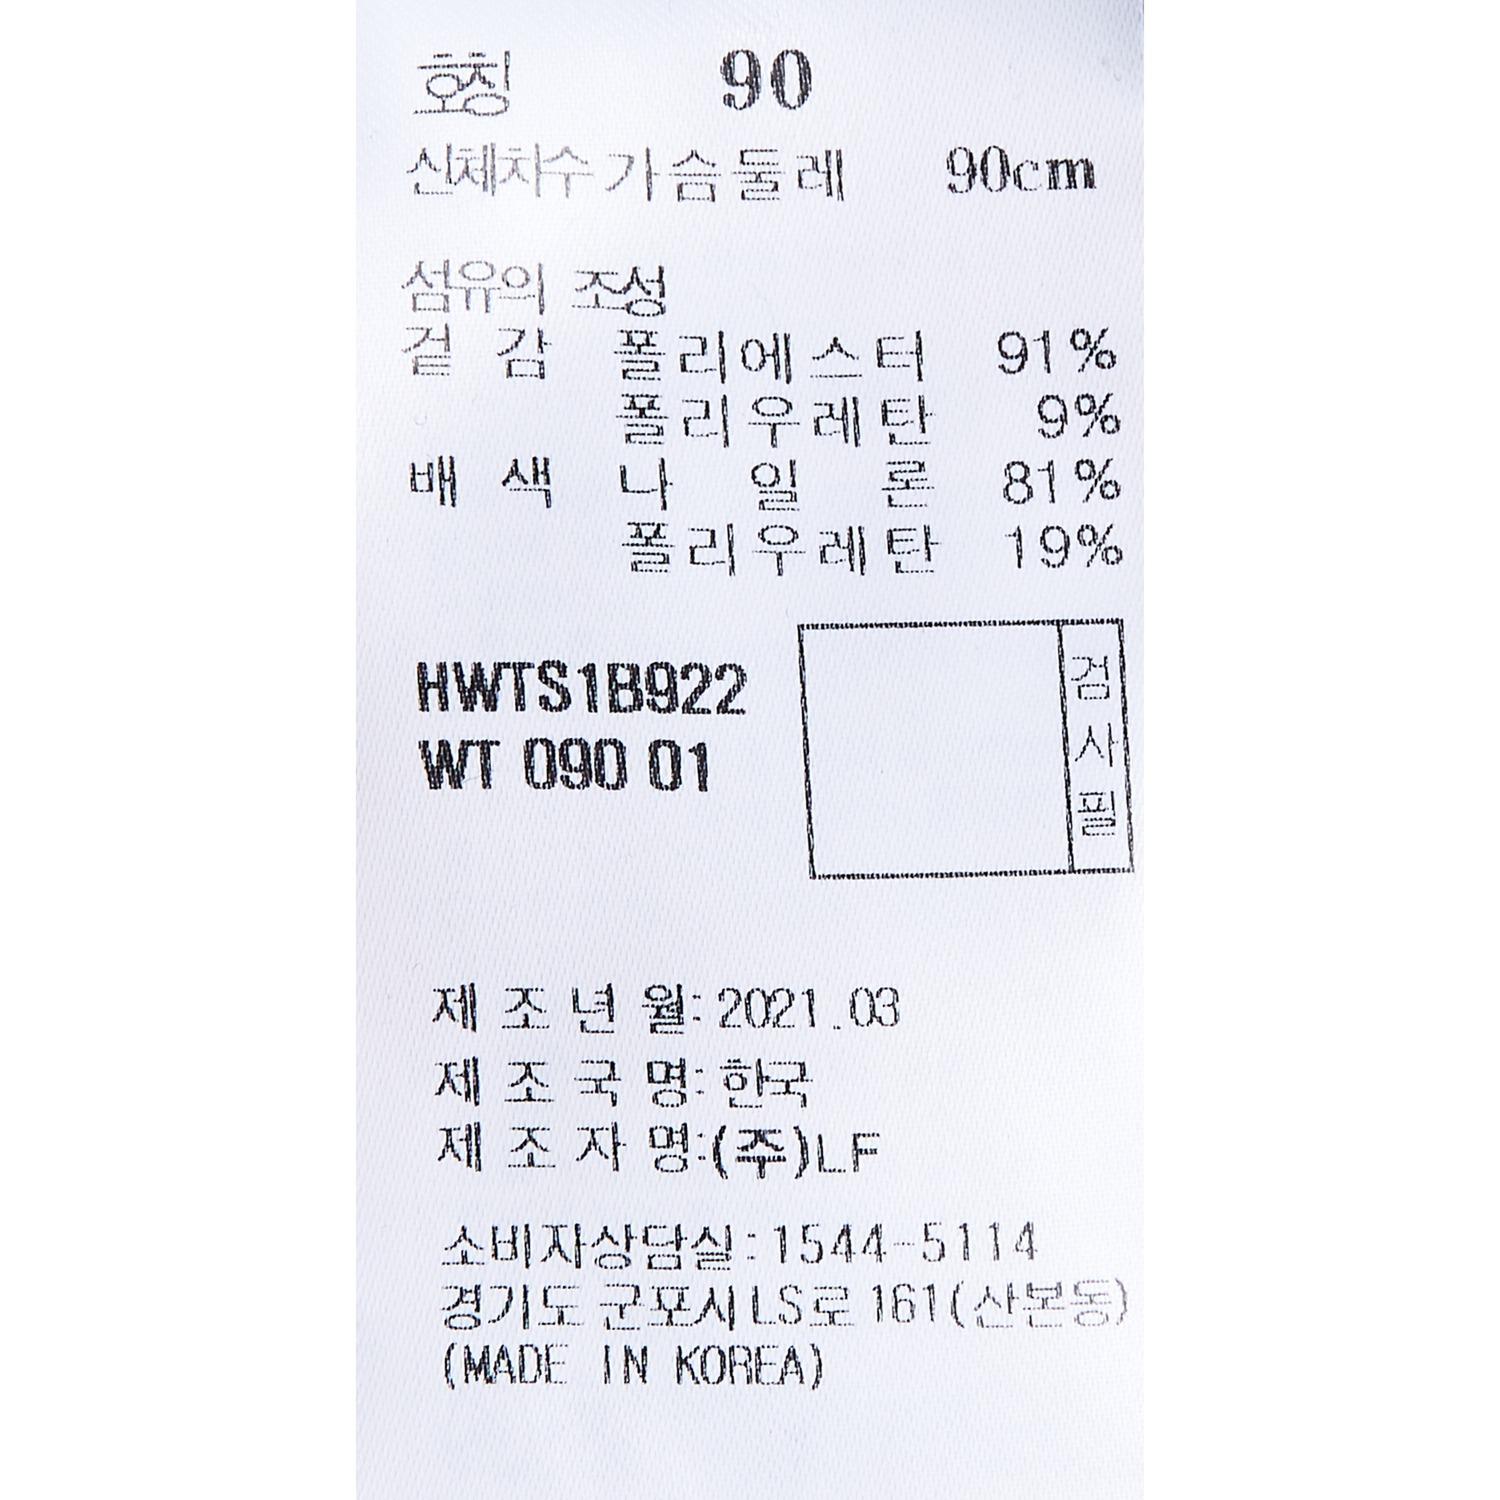 호칭 90
신체치수 가슴둘레 90cm
섬유의 조성
겉감 폴리에스터 91%
폴리우레탄 9%
배색 나일론 81%
폴리우레탄 19%
HWTS1B922
WT 090 01
검사필
제조년월: 2021.03
제조국명: 한국
제조자명:(주)LF
소비자상담실: 1544-5114
경기도 군포시 LS로 161(산본동)
(MADE IN KOREA)